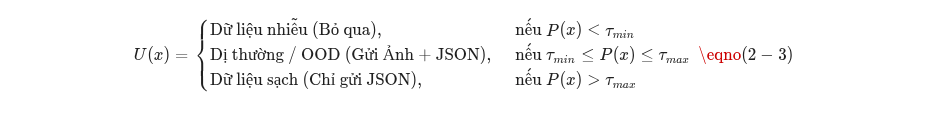 Dữ liệu nhiễu (Bỏ qua), nếu P(x) < τ_min
U(x) = { Dị thường / OOD (Gửi Ảnh + JSON), nếu τ_min ≤ P(x) ≤ τ_max \eqno(2 − 3)
Dữ liệu sạch (Chỉ gửi JSON), nếu P(x) > τ_max